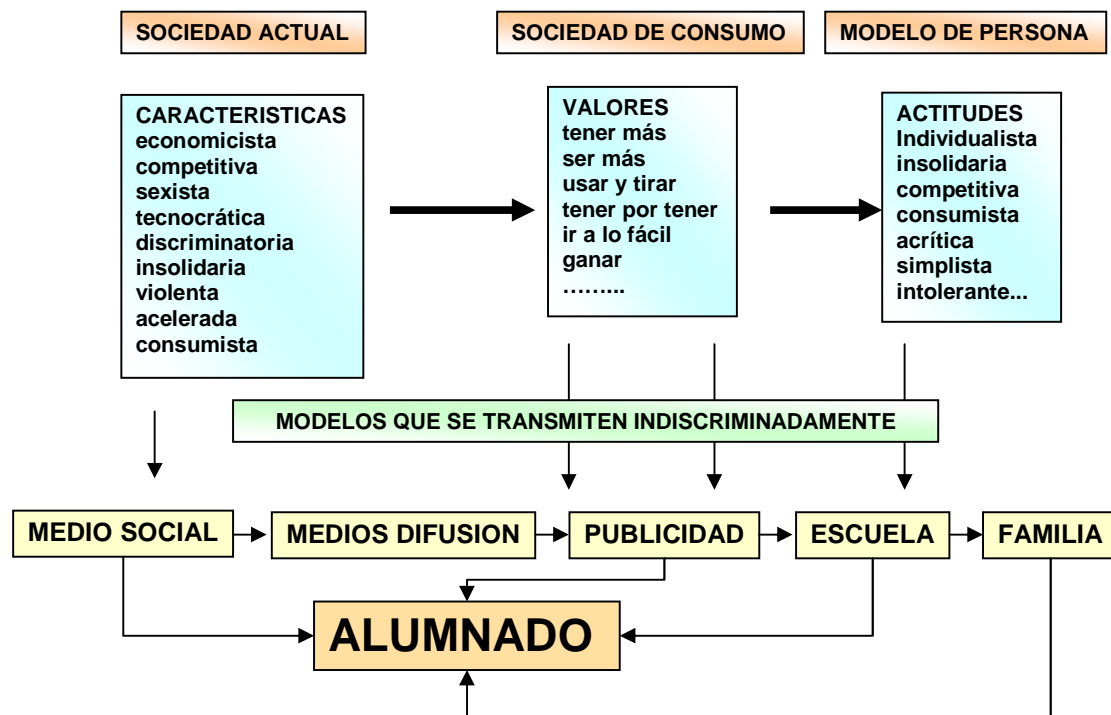 SOCIEDAD ACTUAL
SOCIEDAD DE CONSUMO
MODELO DE PERSONA
CARACTERISTICAS
economicista
competitiva
sexista
tecnocrática
discriminatoria
insolidaria
violenta
acelerada
consumista
VALORES
tener más
ser más
usar y tirar
tener por tener
ir a lo fácil
ganar
……...
ACTITUDES
Individualista
insolidaria
competitiva
consumista
acrítica
simplista
intolerante...
MODELOS QUE SE TRANSMITEN INDISCRIMINADAMENTE
MEDIO SOCIAL
MEDIOS DIFUSION
PUBLICIDAD
ESCUELA
FAMILIA
ALUMNADO